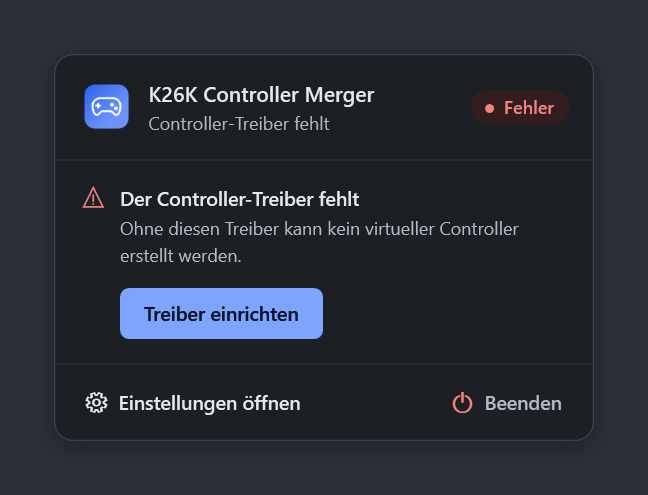 K26K Controller Merger
Controller-Treiber fehlt
Fehler
Der Controller-Treiber fehlt
Ohne diesen Treiber kann kein virtueller Controller
erstellt werden.
Treiber einrichten
Einstellungen öffnen
Beenden